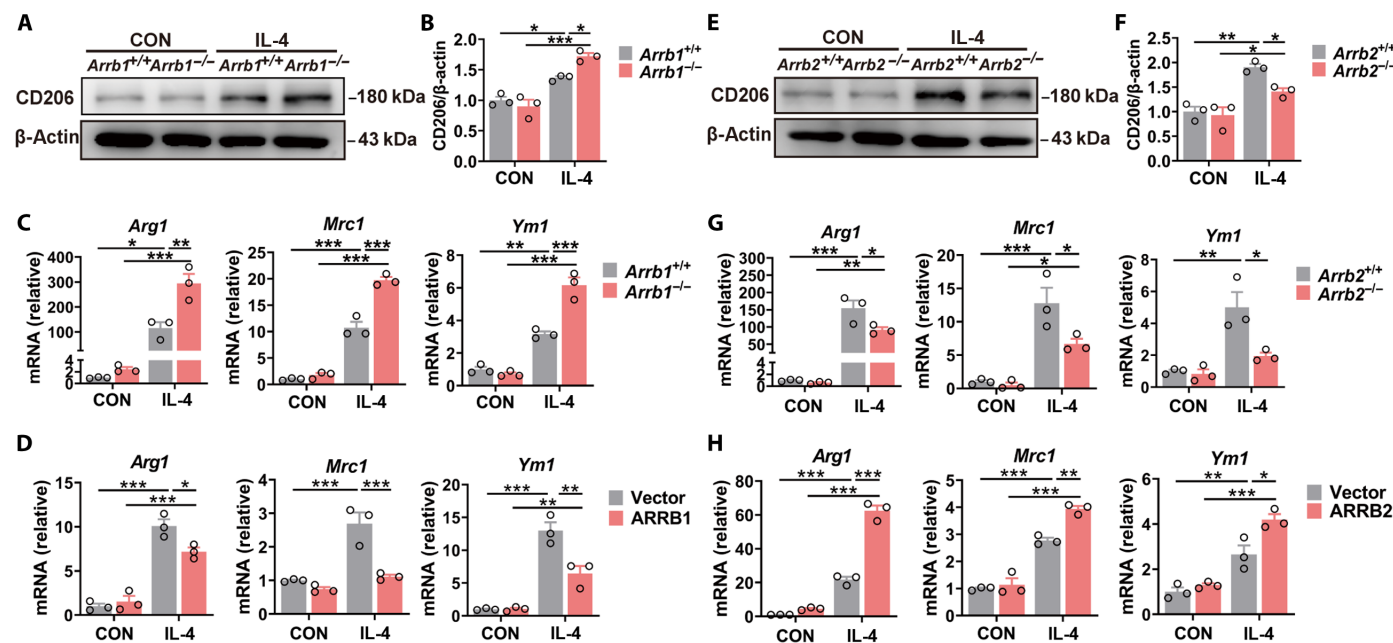 A
CON IL-4
Arrb1+/+ Arrb1−/− Arrb1+/+ Arrb1−/−
CD206 -180 kDa
β-Actin - 43 kDa
B
* *
***
CD206/β-actin
2.0
1.5
1.0
0.5
0.0
CON IL-4
Arrb1+/+
Arrb1−/−
E
CON IL-4
Arrb2+/+ Arrb2−/− Arrb2+/+ Arrb2−/−
CD206 -180 kDa
β-Actin - 43 kDa
F
** *
*
CD206/β-actin
2.5
2.0
1.5
1.0
0.5
0.0
CON IL-4
Arrb2+/+
Arrb2−/−
C
Arg1
* **
***
mRNA (relative)
400
300
200
100
4
2
0
CON IL-4
Mrc1
*** ***
***
mRNA (relative)
25
20
15
10
5
0
CON IL-4
Ym1
** ***
***
mRNA (relative)
8
6
4
2
0
CON IL-4
Arrb1+/+
Arrb1−/−
G
Arg1
*** *
**
mRNA (relative)
300
250
200
150
100
50
4
2
0
CON IL-4
Mrc1
*** *
*
mRNA (relative)
25
20
15
10
5
0
CON IL-4
Ym1
** *
mRNA (relative)
8
6
4
2
0
CON IL-4
Arrb2+/+
Arrb2−/−
D
Arg1
*** *
***
mRNA (relative)
15
10
5
0
CON IL-4
Mrc1
*** ***
mRNA (relative)
4
3
2
1
0
CON IL-4
Ym1
*** **
**
mRNA (relative)
20
15
10
5
0
CON IL-4
Vector
ARRB1
H
Arg1
*** ***
***
mRNA (relative)
80
60
40
20
0
CON IL-4
Mrc1
*** **
***
mRNA (relative)
5
4
3
2
1
0
CON IL-4
Ym1
** *
***
mRNA (relative)
6
4
2
0
CON IL-4
Vector
ARRB2